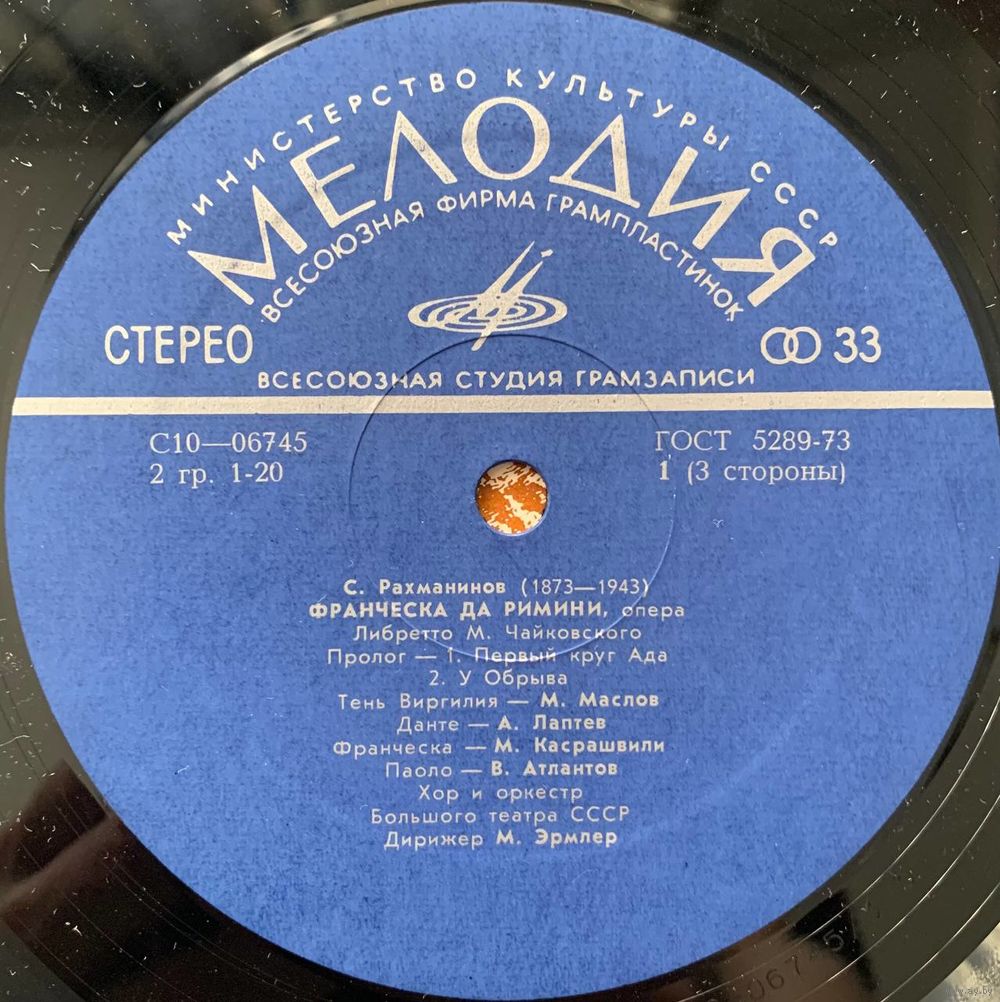 МИНИСТЕРСТВО КУЛЬТУРЫ СССР
МЕЛОДИЯ
ВСЕСОЮЗНАЯ ФИРМА ГРАМПЛАСТИНОК
СТЕРЕО
33
ВСЕСОЮЗНАЯ СТУДИЯ ГРАМЗАПИСИ
С10—06745
ГОСТ 5289-73
2 гр. 1-20
1 (3 стороны)
С. Рахманинов (1873—1943)
ФРАНЧЕСКА ДА РИМИНИ, опера
Либретто М. Чайковского
Пролог — 1. Первый круг Ада
2. У Обрыва
Тень Виргилия — М. Маслов
Данте — А. Лаптев
Франческа — М. Касрашвили
Паоло — В. Атлантов
Хор и оркестр
Большого театра СССР
Дирижер М. Эрмлер